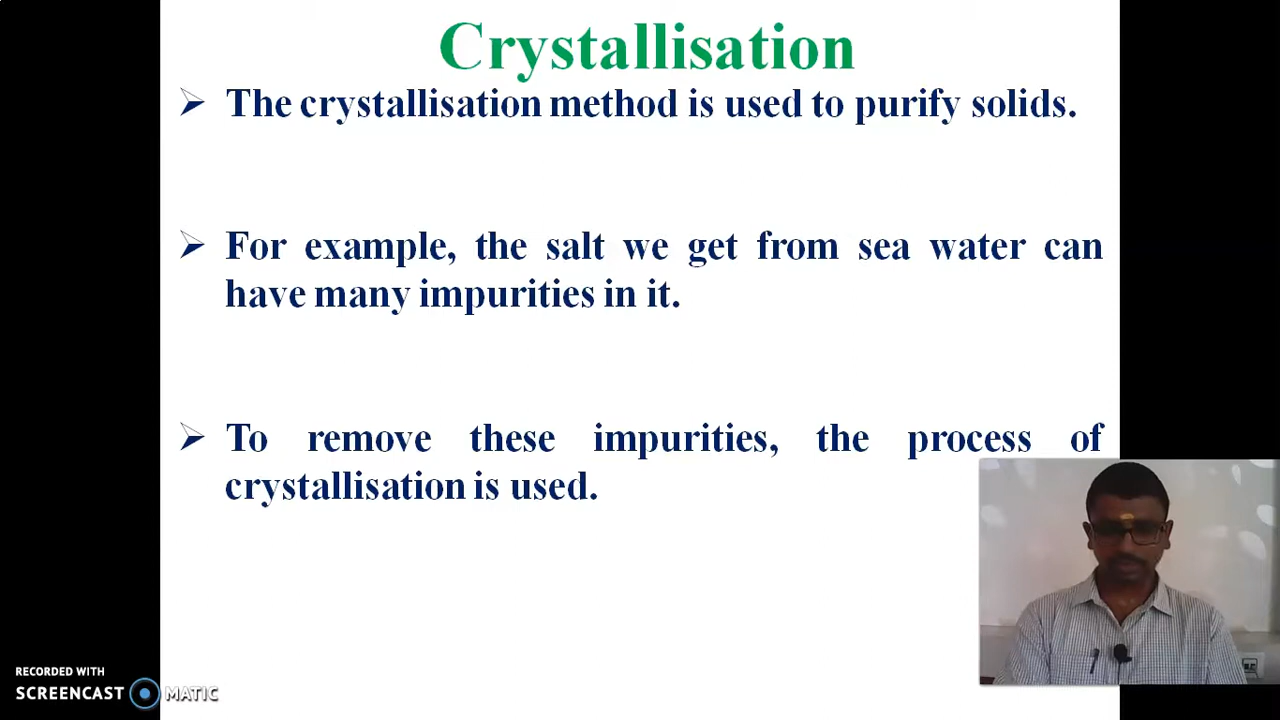 Crystallisation
➢ The crystallisation method is used to purify solids.
➢ For example, the salt we get from sea water can
have many impurities in it.
➢ To remove these impurities, the process of
crystallisation is used.
RECORDED WITH
SCREENCAST MATIC